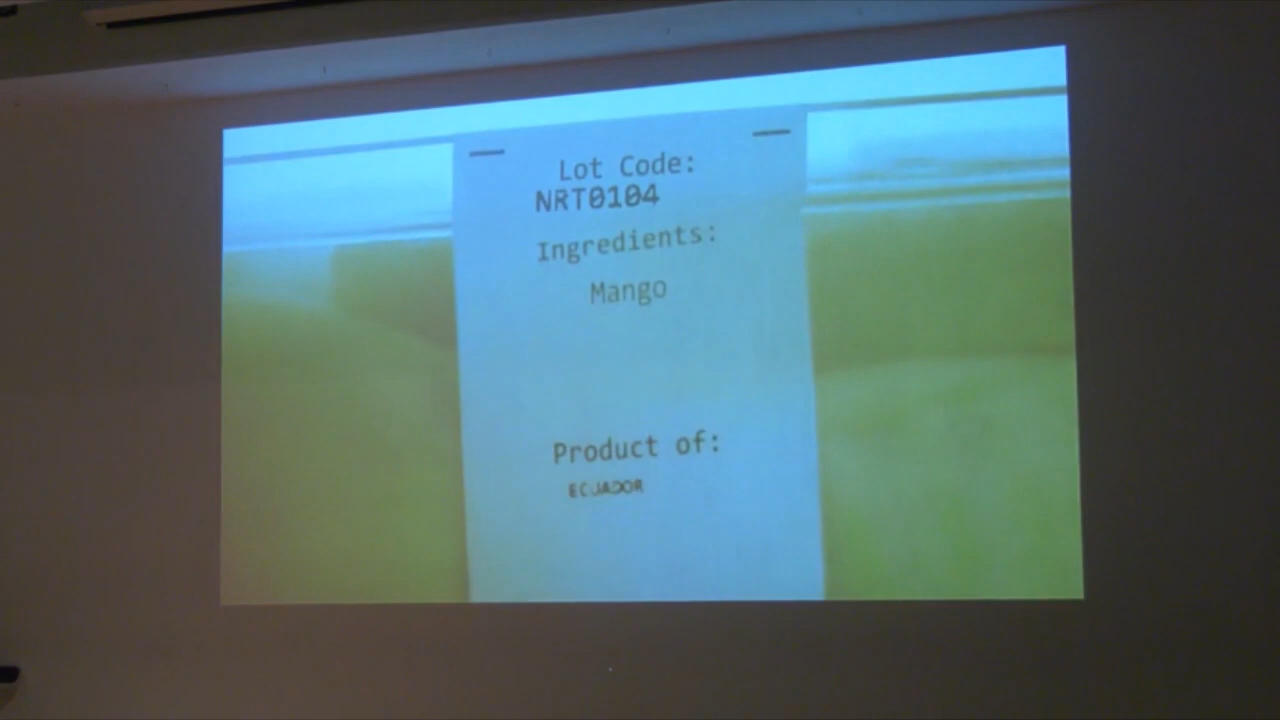 Lot Code:
NRT0104
Ingredients:
Mango
Product of:
ECUADOR